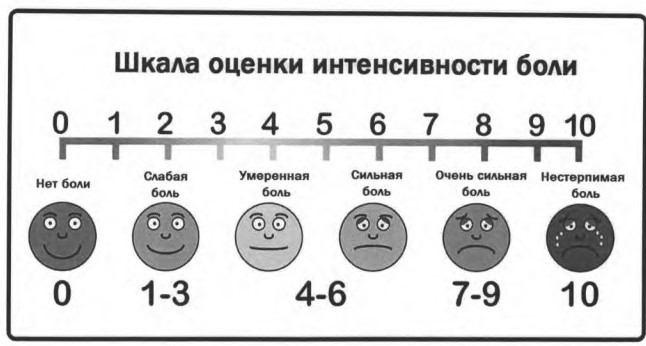 Шкала оценки интенсивности боли
0 1 2 3 4 5 6 7 8 9 10
Нет боли
Слабая
боль
Умеренная
боль
Сильная
боль
Очень сильная
боль
Нестерпимая
боль
0 1-3 4-6 7-9 10